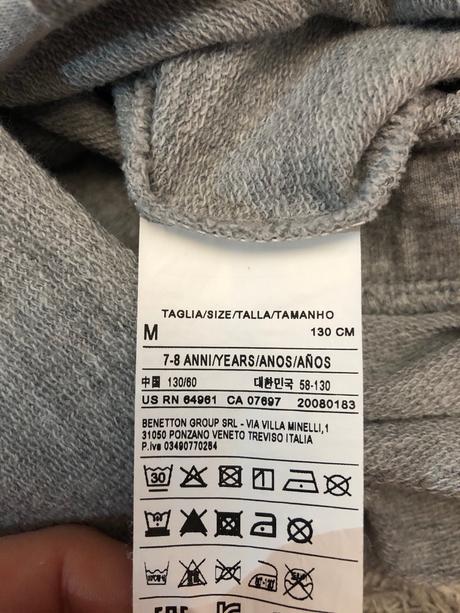 TAGLIA/SIZE/TALLA/TAMANHO
M 130 CM
7-8 ANNI/YEARS/ANOS/AÑOS
中国 130/60 대한민국 58-130
US RN 64961 CA 07697 20080183
BENETTON GROUP SRL - VIA VILLA MINELLI,1
31050 PONZANO VENETO TREVISO ITALIA
P.iva 03490770264
30